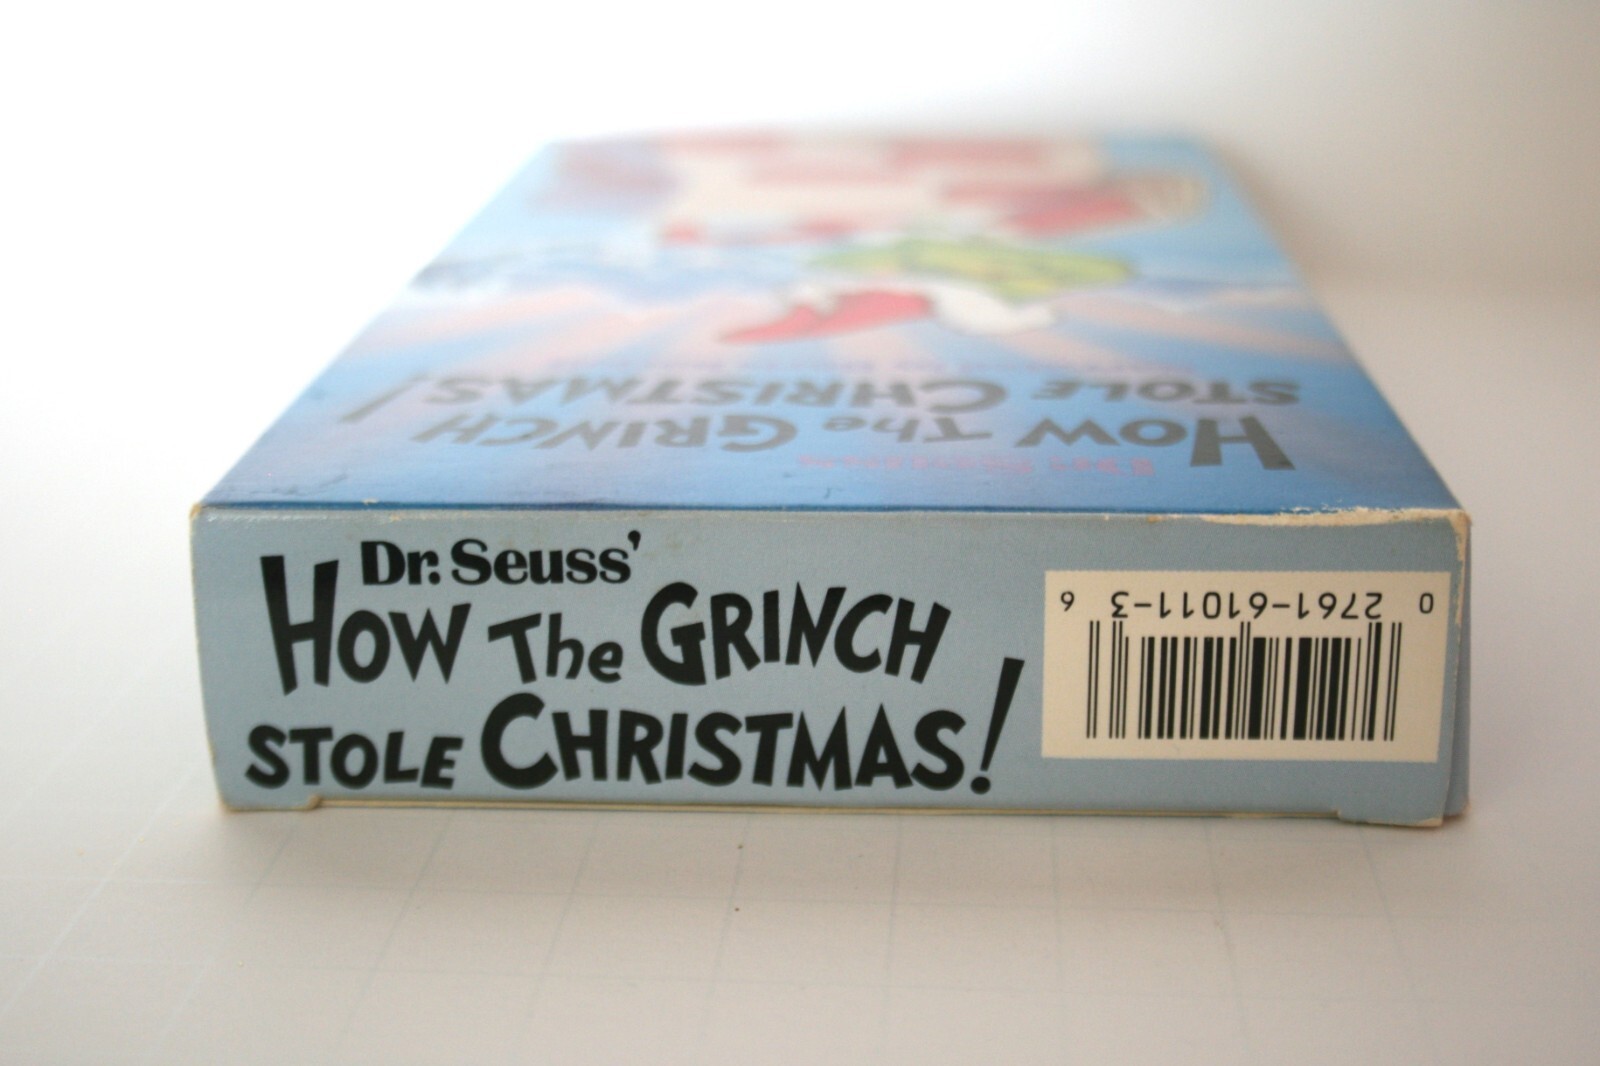 HOW THE GRINCH
STOLE CHRISTMAS!
Dr. Seuss'
HOW THE GRINCH
STOLE CHRISTMAS!
0 2761-61011-3 6